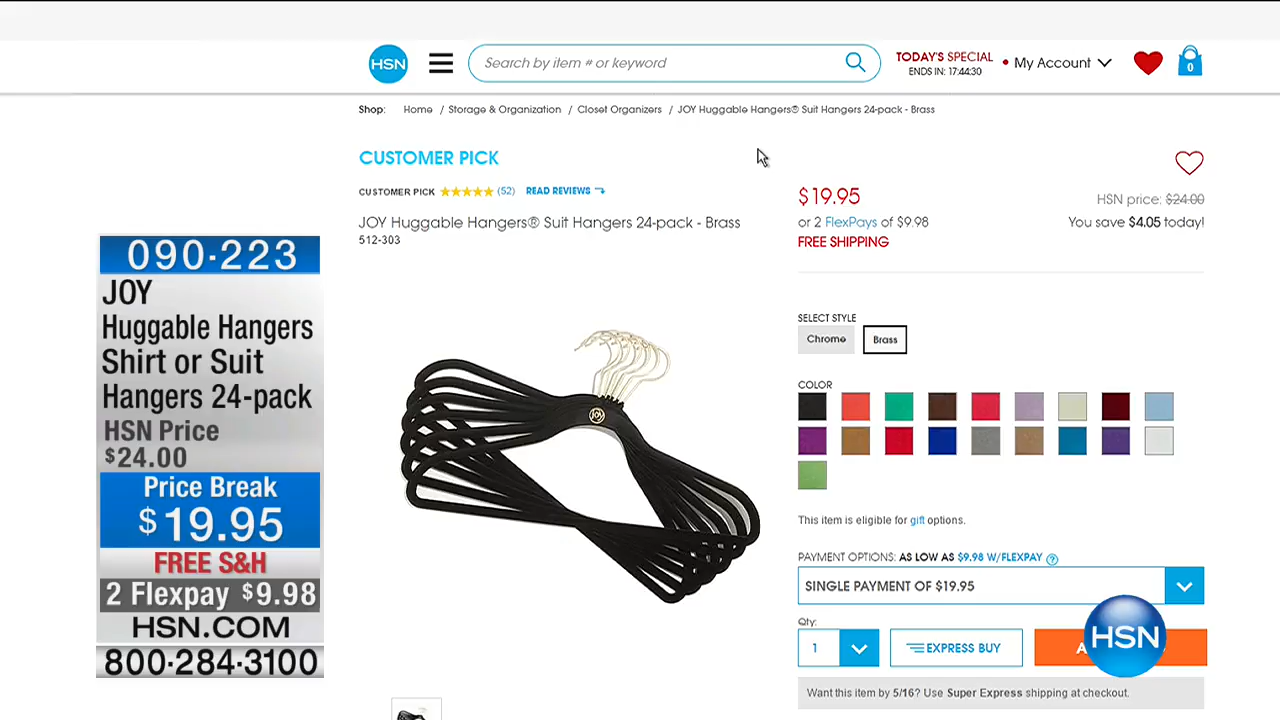 HSN
Search by item # or keyword
TODAY'S SPECIAL
ENDS IN: 17:44:30
My Account
0
Shop: Home / Storage & Organization / Closet Organizers / JOY Huggable Hangers® Suit Hangers 24-pack - Brass
CUSTOMER PICK
CUSTOMER PICK (52) READ REVIEWS
JOY Huggable Hangers® Suit Hangers 24-pack - Brass
512-303
$19.95
HSN price: $24.00
or 2 FlexPays of $9.98
You save $4.05 today!
FREE SHIPPING
090·223
JOY
Huggable Hangers
Shirt or Suit
Hangers 24-pack
HSN Price
$24.00
Price Break
$19.95
FREE S&H
2 Flexpay $9.98
HSN.COM
800·284·3100
JOY
SELECT STYLE
Chrome Brass
COLOR
This item is eligible for gift options.
PAYMENT OPTIONS: AS LOW AS $9.98 W/FLEXPAY ?
SINGLE PAYMENT OF $19.95
Qty:
1
EXPRESS BUY
HSN
Want this item by 5/16? Use Super Express shipping at checkout.